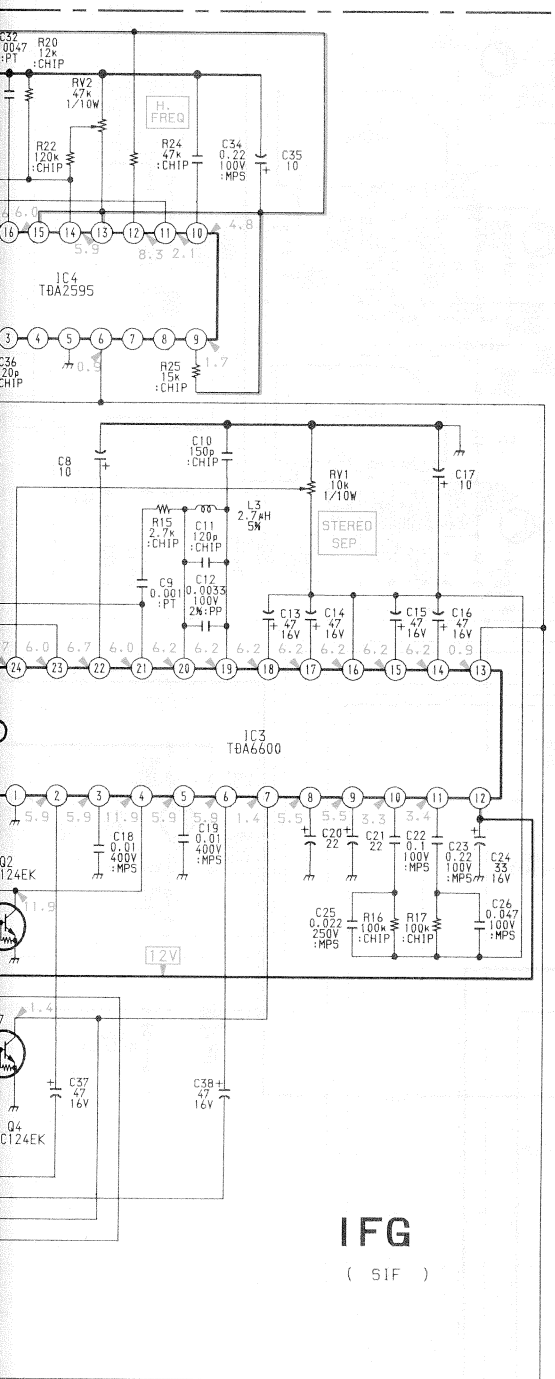 C32
0047
:PT
R20
12k
:CHIP
RV2
47k
1/10W
H.
FREQ
R22
120k
:CHIP
R24
47k
:CHIP
C34
0.22
100V
:MPS
C35
10
6.0
5.9
8.3
2.1
4.8
16
15
14
13
12
11
10
IC4
TDA2595
3
4
5
6
7
8
9
C36
20p
CHIP
0.9
R25
15k
:CHIP
1.7
C8
10
C10
150p
:CHIP
RV1
10k
1/10W
C17
10
R15
2.7k
:CHIP
C11
120p
:CHIP
L3
2.7µH
5%
STEREO
SEP
C9
0.001
:PT
C12
0.0033
100V
2%:PP
C13
47
16V
C14
47
16V
C15
47
16V
C16
47
16V
7
6.0
6.7
6.0
6.2
6.2
6.2
6.2
6.2
6.2
6.2
0.9
24
23
22
21
20
19
18
17
16
15
14
13
IC3
TDA6600
1
2
3
4
5
6
7
8
9
10
11
12
5.9
5.9
11.9
5.9
5.9
1.4
5.5
5.5
3.3
3.4
C18
0.01
400V
:MPS
C19
0.01
400V
:MPS
C20
22
C21
22
C22
0.1
100V
:MPS
C23
0.22
100V
:MPS
C24
33
16V
Q2
124EK
11.9
C25
0.022
250V
:MPS
R16
100k
:CHIP
R17
100k
:CHIP
C26
0.047
100V
:MPS
12V
7
1.4
C37
47
16V
C38
47
16V
Q4
C124EK
IFG
( SIF )